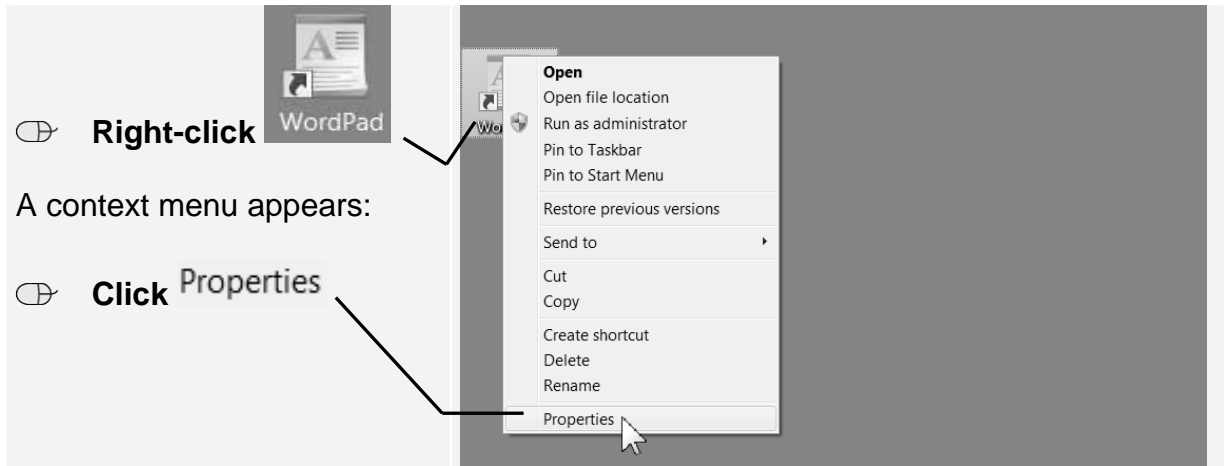 WordPad
Right-click
A context menu appears:
Click Properties
Wo
Open
Open file location
Run as administrator
Pin to Taskbar
Pin to Start Menu
Restore previous versions
Send to
Cut
Copy
Create shortcut
Delete
Rename
Properties